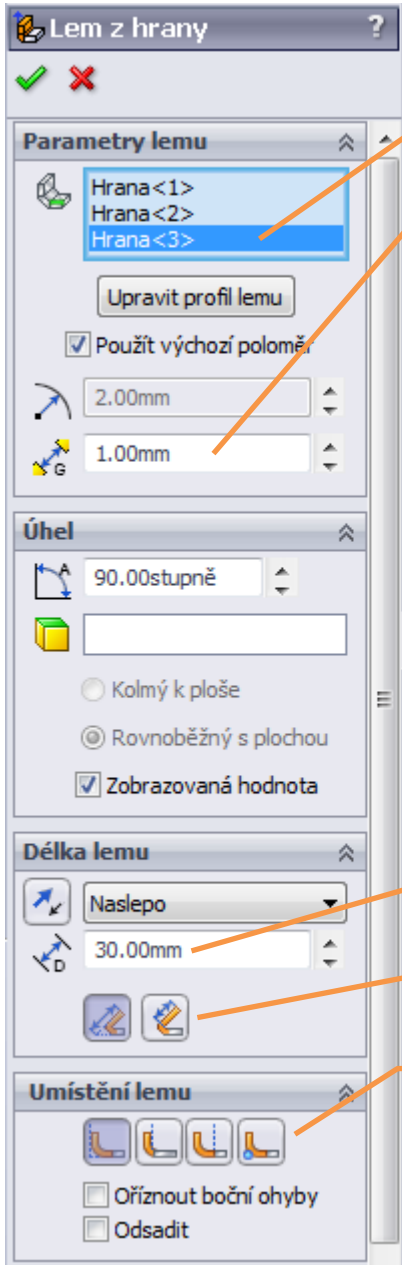 Lem z hrany ?
Parametry lemu
Hrana<1>
Hrana<2>
Hrana<3>
Upravit profil lemu
Použít výchozí poloměr
2.00mm
G 1.00mm
Úhel
A 90.00stupně
Kolmý k ploše
Rovnoběžný s plochou
Zobrazovaná hodnota
Délka lemu
Naslepo
D 30.00mm
Umístění lemu
Oříznout boční ohyby
Odsadit